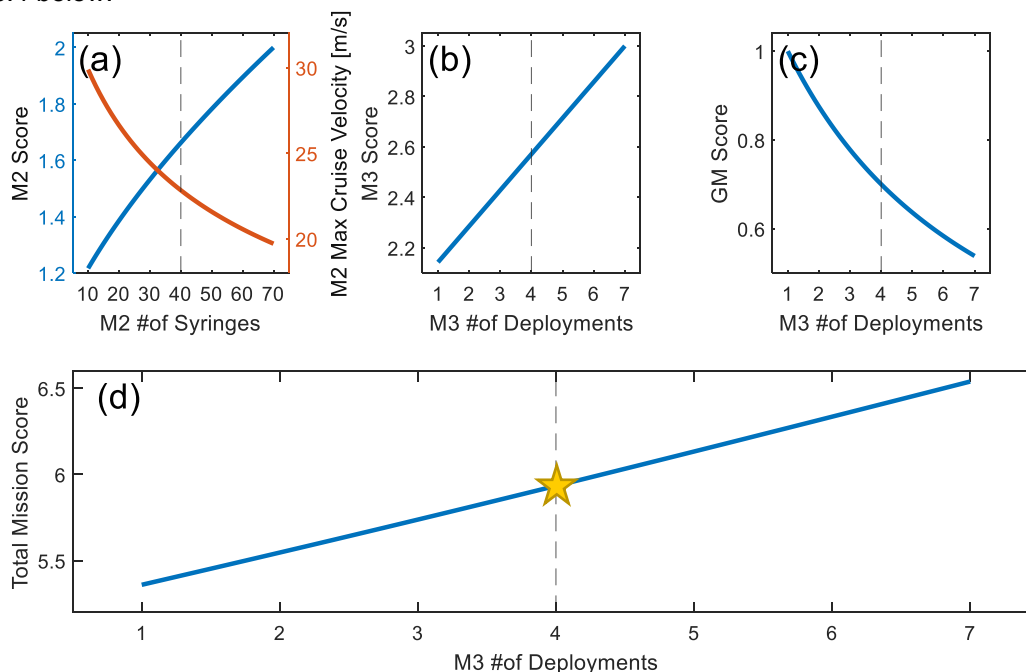 below
(a)
M2 Score
2
1.8
1.6
1.4
1.2
10 20 30 40 50 60 70
M2 #of Syringes
30
25
20
M2 Max Cruise Velocity [m/s]
(b)
M3 Score
3
2.8
2.6
2.4
2.2
1 2 3 4 5 6 7
M3 #of Deployments
(c)
GM Score
1
0.8
0.6
1 2 3 4 5 6 7
M3 #of Deployments
(d)
Total Mission Score
6.5
6
5.5
1 2 3 4 5 6 7
M3 #of Deployments